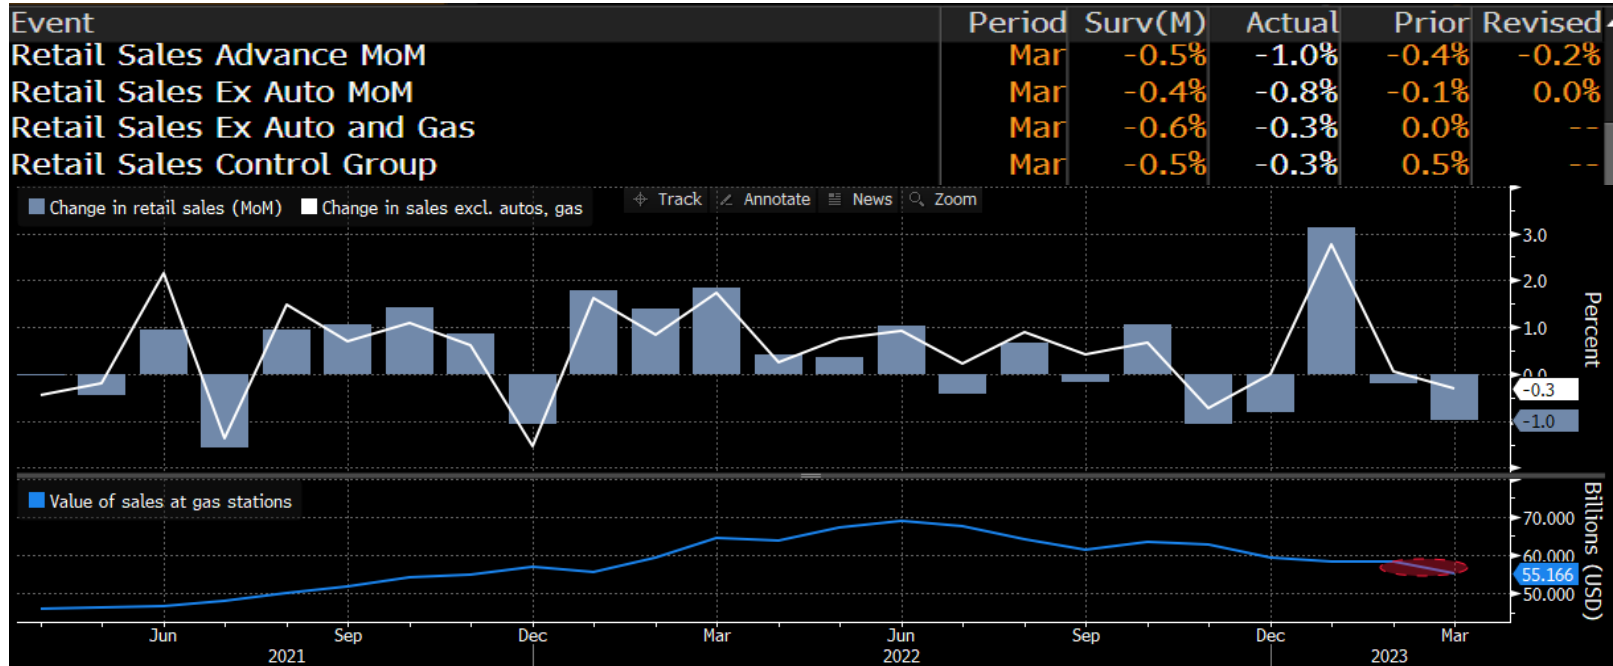 Event Period Surv(M) Actual Prior Revised
Retail Sales Advance MoM Mar -0.5% -1.0% -0.4% -0.2%
Retail Sales Ex Auto MoM Mar -0.4% -0.8% -0.1% 0.0%
Retail Sales Ex Auto and Gas Mar -0.6% -0.3% 0.0% --
Retail Sales Control Group Mar -0.5% -0.3% 0.5% --
Change in retail sales (MoM) Change in sales excl. autos, gas Track Annotate News Zoom
3.0
2.0
1.0
0.0
-0.3
-1.0
Percent
Value of sales at gas stations
70.000
60.000
55.166
50.000
Billions (USD)
Jun Sep Dec Mar Jun Sep Dec Mar
2021 2022 2023